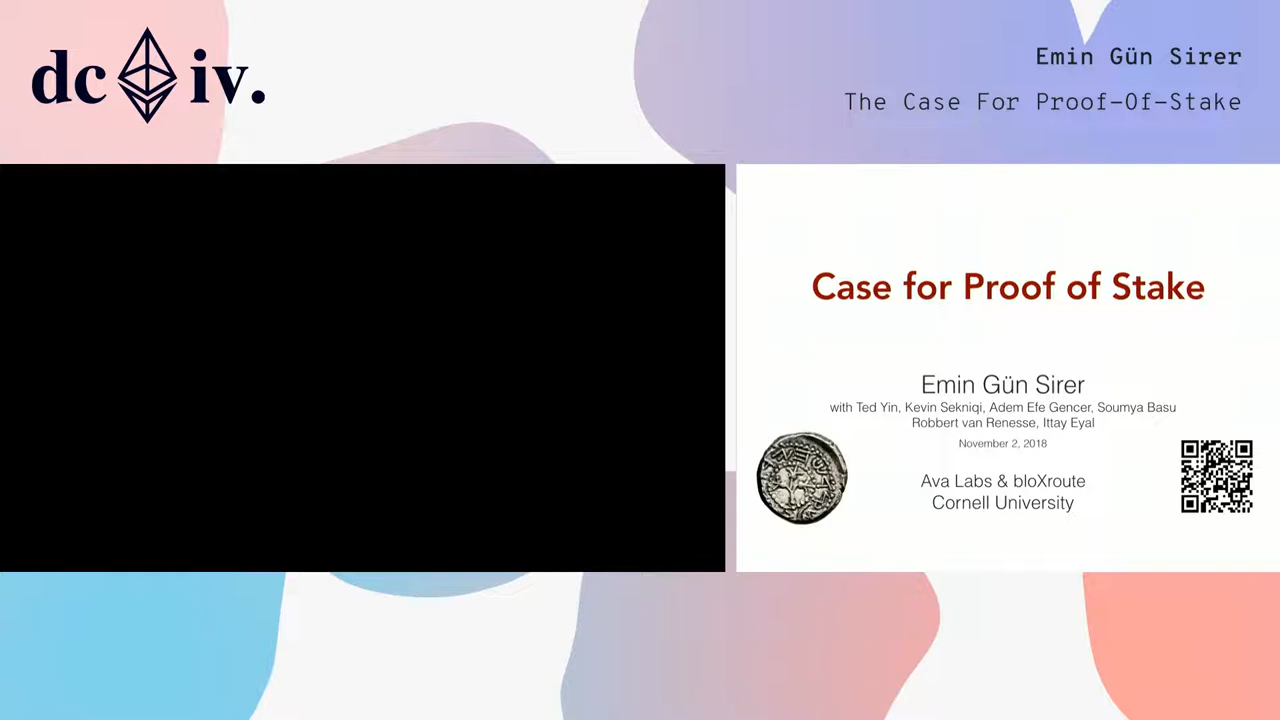 dc iv.
Emin Gün Sirer
The Case For Proof-Of-Stake
Case for Proof of Stake
Emin Gün Sirer
with Ted Yin, Kevin Sekniqi, Adem Efe Gencer, Soumya Basu
Robbert van Renesse, Ittay Eyal
November 2, 2018
Ava Labs & bloXroute
Cornell University